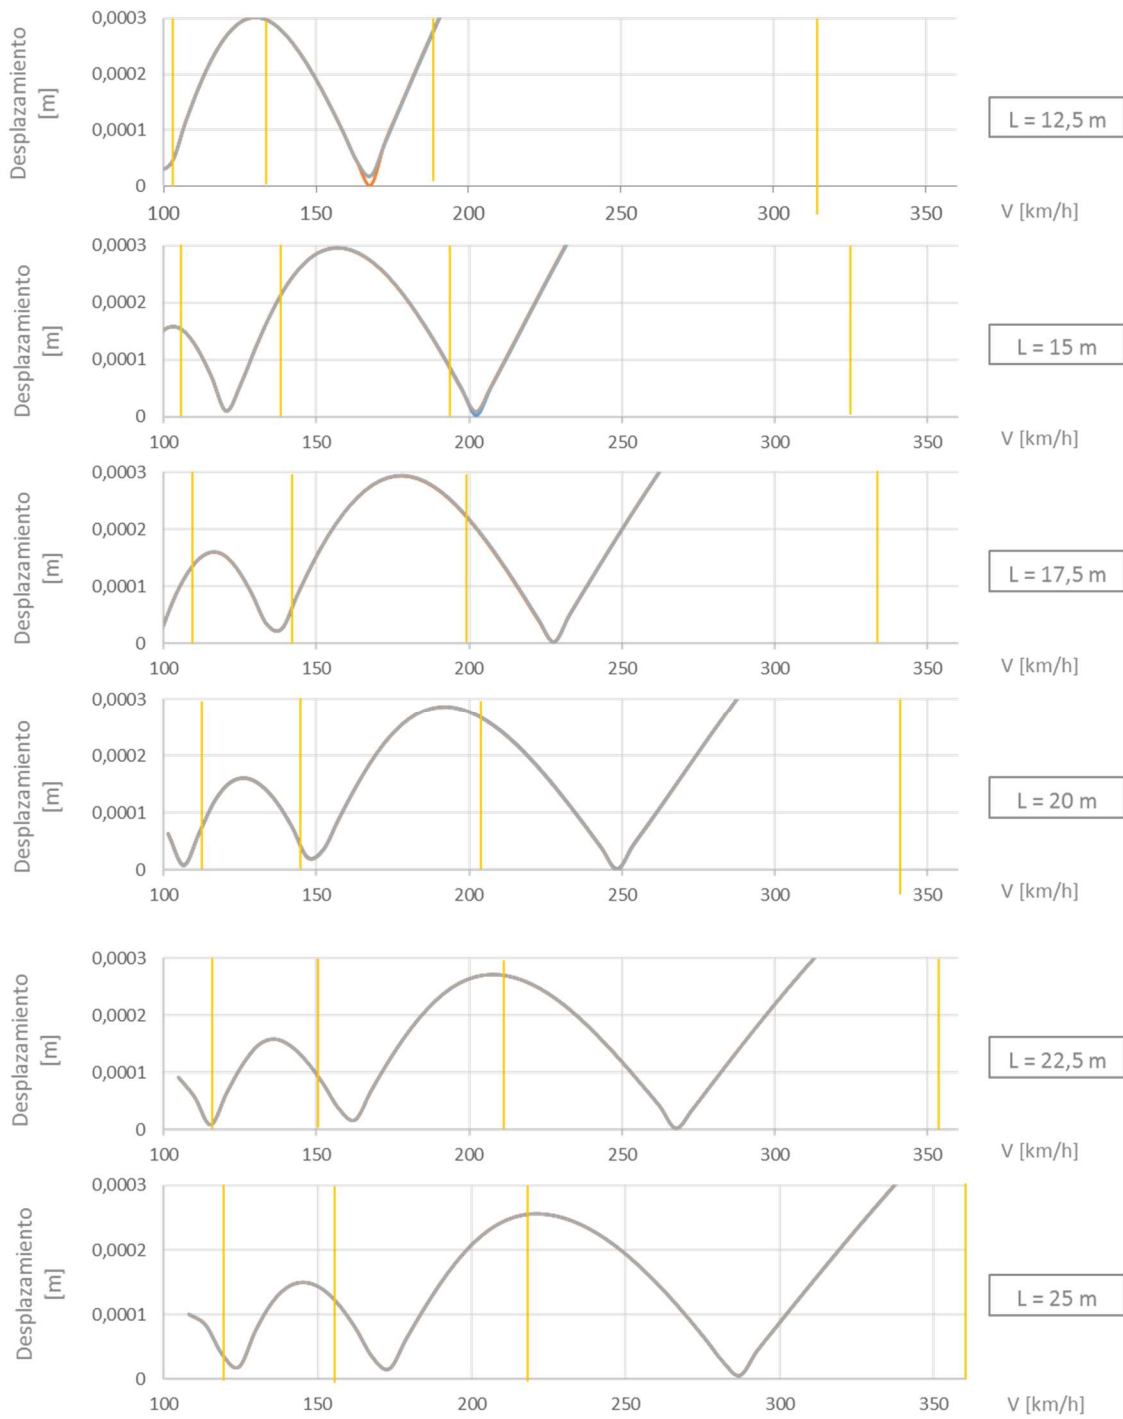 Desplazamiento
[m]
0,0003
0,0002
0,0001
0
100 150 200 250 300 350
V [km/h]
L = 12,5 m
Desplazamiento
[m]
0,0003
0,0002
0,0001
0
100 150 200 250 300 350
V [km/h]
L = 15 m
Desplazamiento
[m]
0,0003
0,0002
0,0001
0
100 150 200 250 300 350
V [km/h]
L = 17,5 m
Desplazamiento
[m]
0,0003
0,0002
0,0001
0
100 150 200 250 300 350
V [km/h]
L = 20 m
Desplazamiento
[m]
0,0003
0,0002
0,0001
0
100 150 200 250 300 350
V [km/h]
L = 22,5 m
Desplazamiento
[m]
0,0003
0,0002
0,0001
0
100 150 200 250 300 350
V [km/h]
L = 25 m